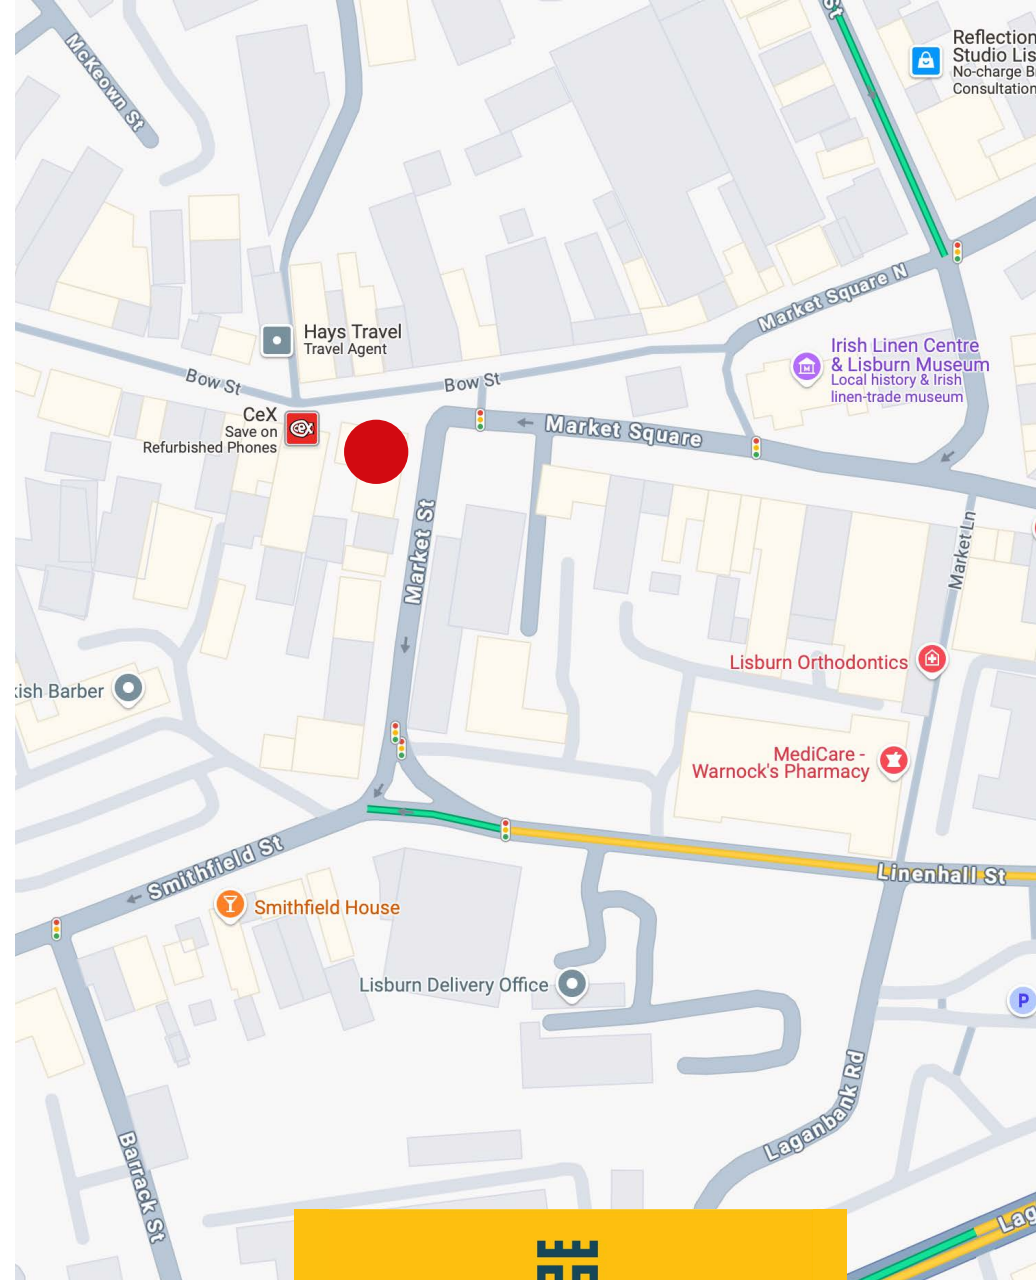 St
Reflection
Studio Lis
No-charge B
Consultation
McKeown St
Market Square N
Hays Travel
Travel Agent
Irish Linen Centre
& Lisburn Museum
Local history & Irish
linen-trade museum
Bow St
Bow St
CeX
Save on
Refurbished Phones
cex
Market Square
Market St
Market Ln
Lisburn Orthodontics
kish Barber
MediCare -
Warnock's Pharmacy
Smithfield St
Linenhall St
Smithfield House
Lisburn Delivery Office
P
Laganbank Rd
Barrack St
Lag